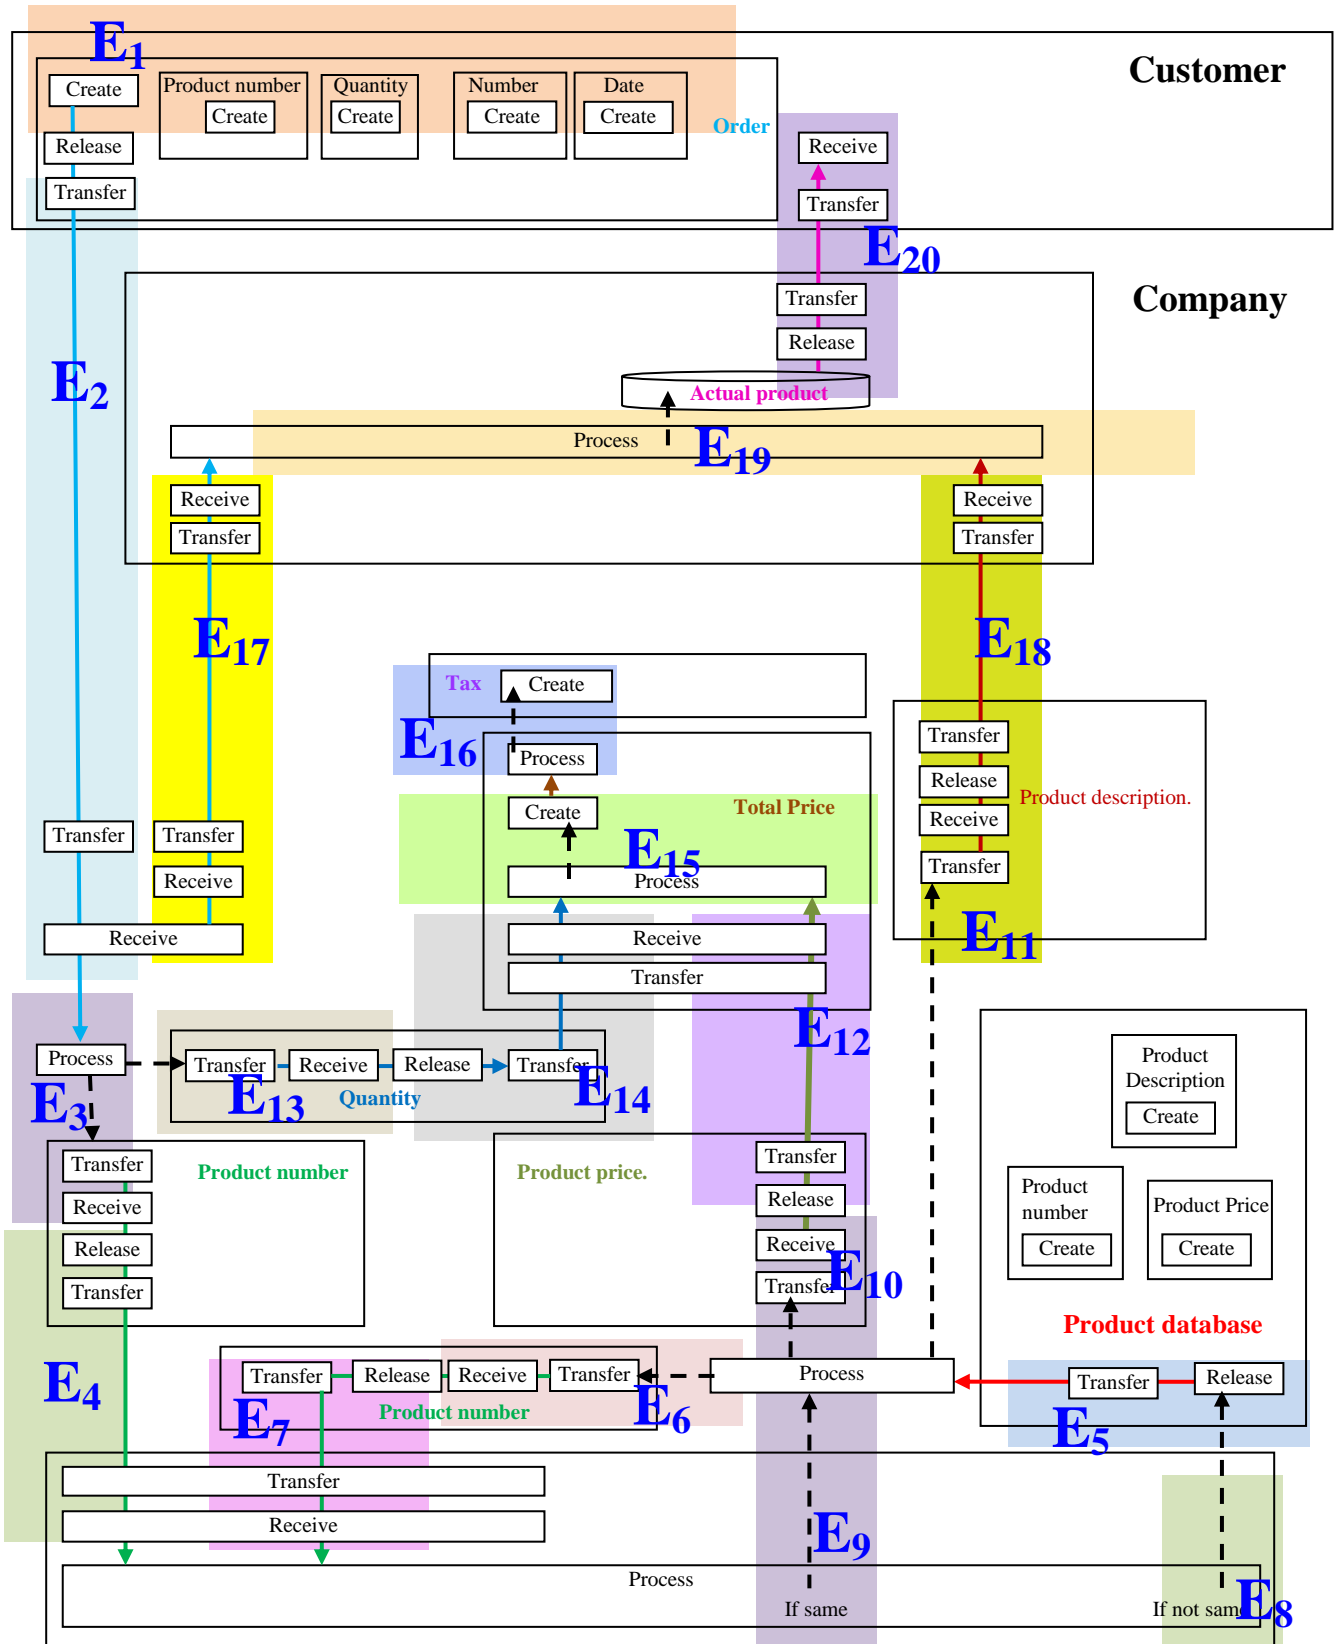 E1
Customer
Create
Product number
Create
Quantity
Create
Number
Create
Date
Create
Order
Release
Transfer
Receive
Transfer
E20
Company
Transfer
Release
Actual product
E2
Process
E19
Receive
Transfer
Receive
Transfer
E17
E18
Tax
Create
E16
Process
Transfer
Release
Product description.
Receive
Transfer
E11
Create
Total Price
E15
Process
Transfer
Transfer
Receive
Receive
Receive
Transfer
E12
Process
E3
Transfer
Receive
Release
Transfer
E13
Quantity
E14
Product
Description
Create
Product
number
Create
Product Price
Create
Product database
Transfer
Product number
Receive
Release
Transfer
Product price.
Transfer
Release
Receive
Transfer
E10
E4
Transfer
Release
Receive
Transfer
Product number
E7
E6
Process
Transfer
Release
E5
Transfer
Receive
E9
Process
If same
If not same
E8